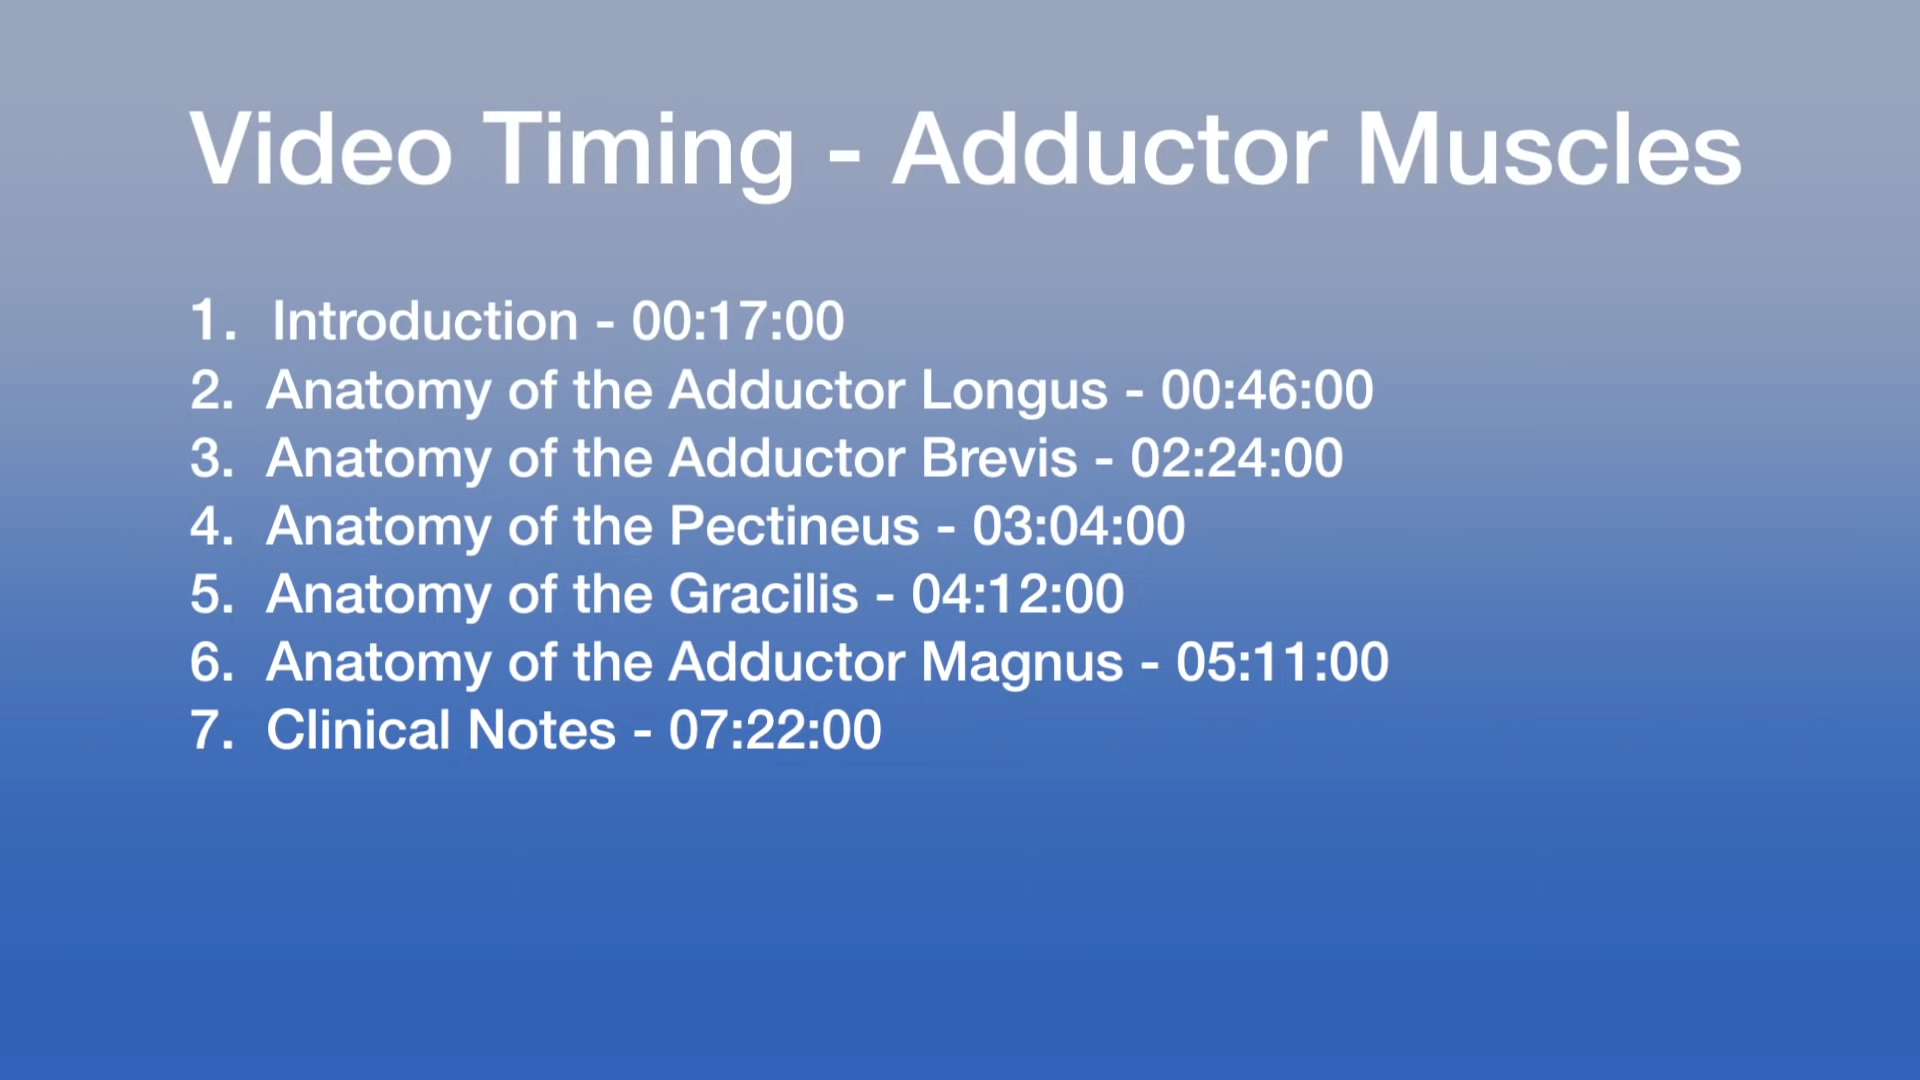 Video Timing - Adductor Muscles
1. Introduction - 00:17:00
2. Anatomy of the Adductor Longus - 00:46:00
3. Anatomy of the Adductor Brevis - 02:24:00
4. Anatomy of the Pectineus - 03:04:00
5. Anatomy of the Gracilis - 04:12:00
6. Anatomy of the Adductor Magnus - 05:11:00
7. Clinical Notes - 07:22:00